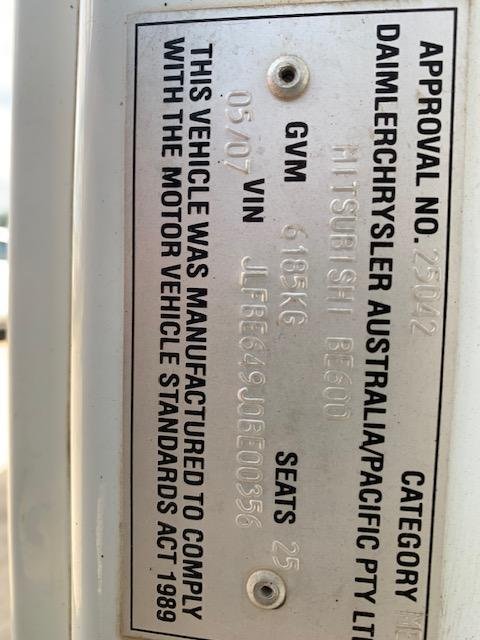 APPROVAL NO. 25042 CATEGORY M
DAIMLERCHRYSLER AUSTRALIA/PACIFIC PTY LT
MITSUBISHI BE600
GVM 6185KG SEATS 25
05/07 VIN JLFBE649J0BE00356
THIS VEHICLE WAS MANUFACTURED TO COMPLY
WITH THE MOTOR VEHICLE STANDARDS ACT 1989